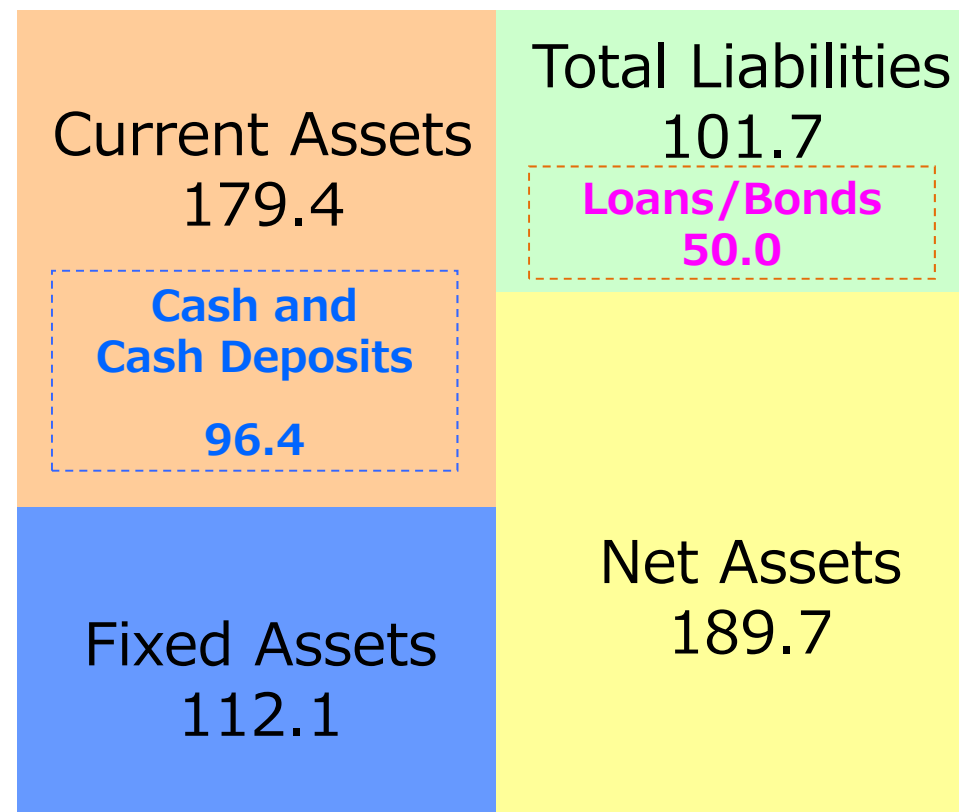 Current Assets
179.4
Cash and
Cash Deposits
96.4
Fixed Assets
112.1
Total Liabilities
101.7
Loans/Bonds
50.0
Net Assets
189.7